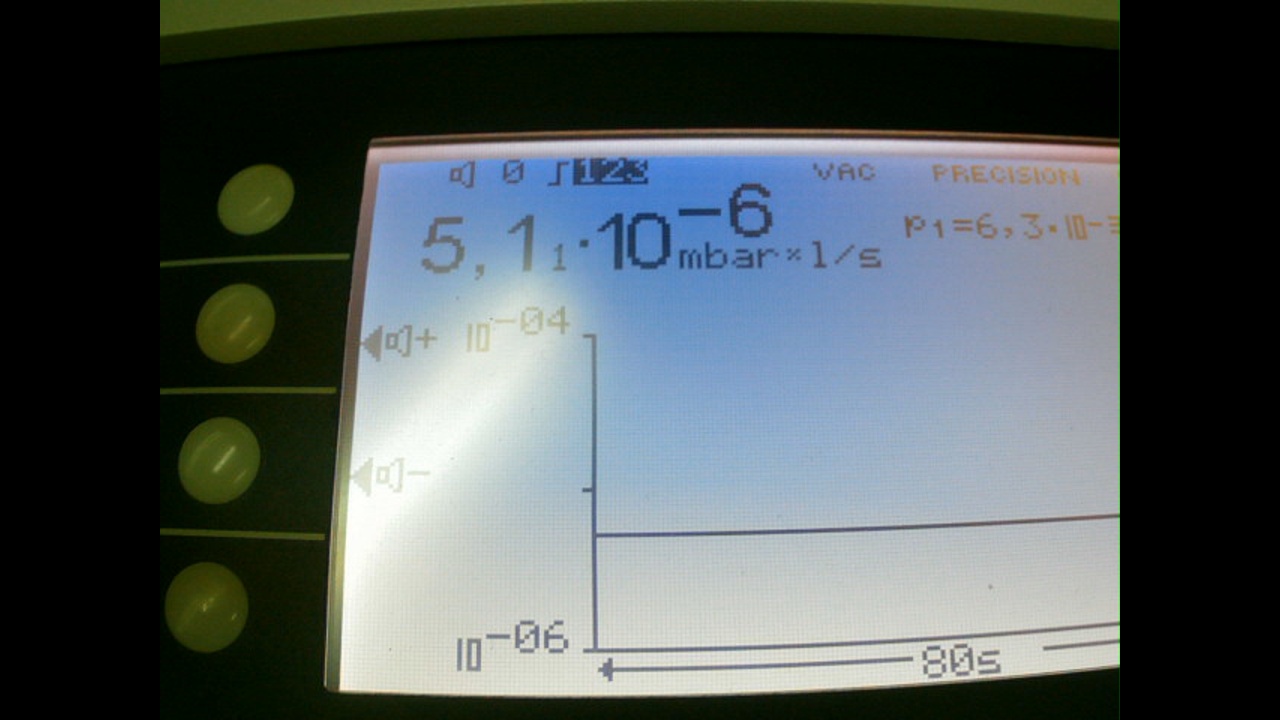 0 123 VAC PRECISION
5,1₁·10⁻⁶ mbar×l/s p1=6,3·10⁻
+ 10⁻⁰⁴
-
10⁻⁰⁶
80s